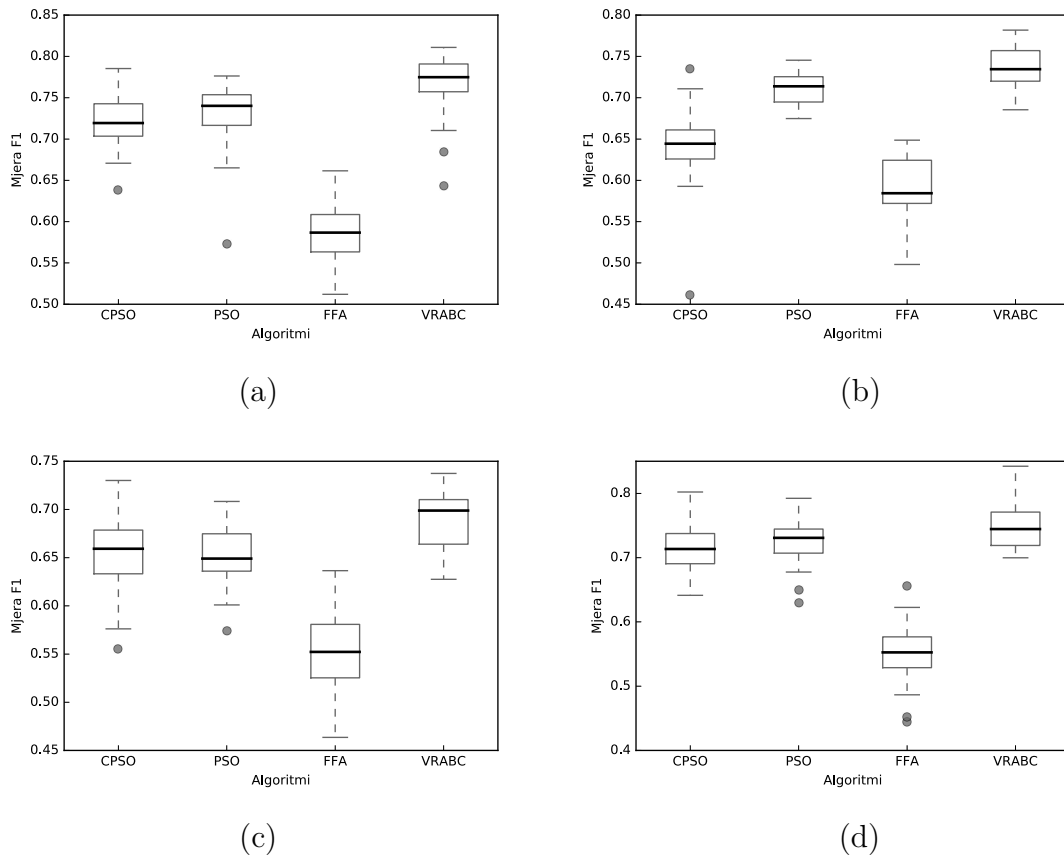 0.85
0.80
0.75
0.70
0.65
0.60
0.55
0.50
Mjera F1
CPSO PSO FFA VRABC
Algoritmi
(a)
0.80
0.75
0.70
0.65
0.60
0.55
0.50
0.45
Mjera F1
CPSO PSO FFA VRABC
Algoritmi
(b)
0.75
0.70
0.65
0.60
0.55
0.50
0.45
Mjera F1
CPSO PSO FFA VRABC
Algoritmi
(c)
0.8
0.7
0.6
0.5
0.4
Mjera F1
CPSO PSO FFA VRABC
Algoritmi
(d)